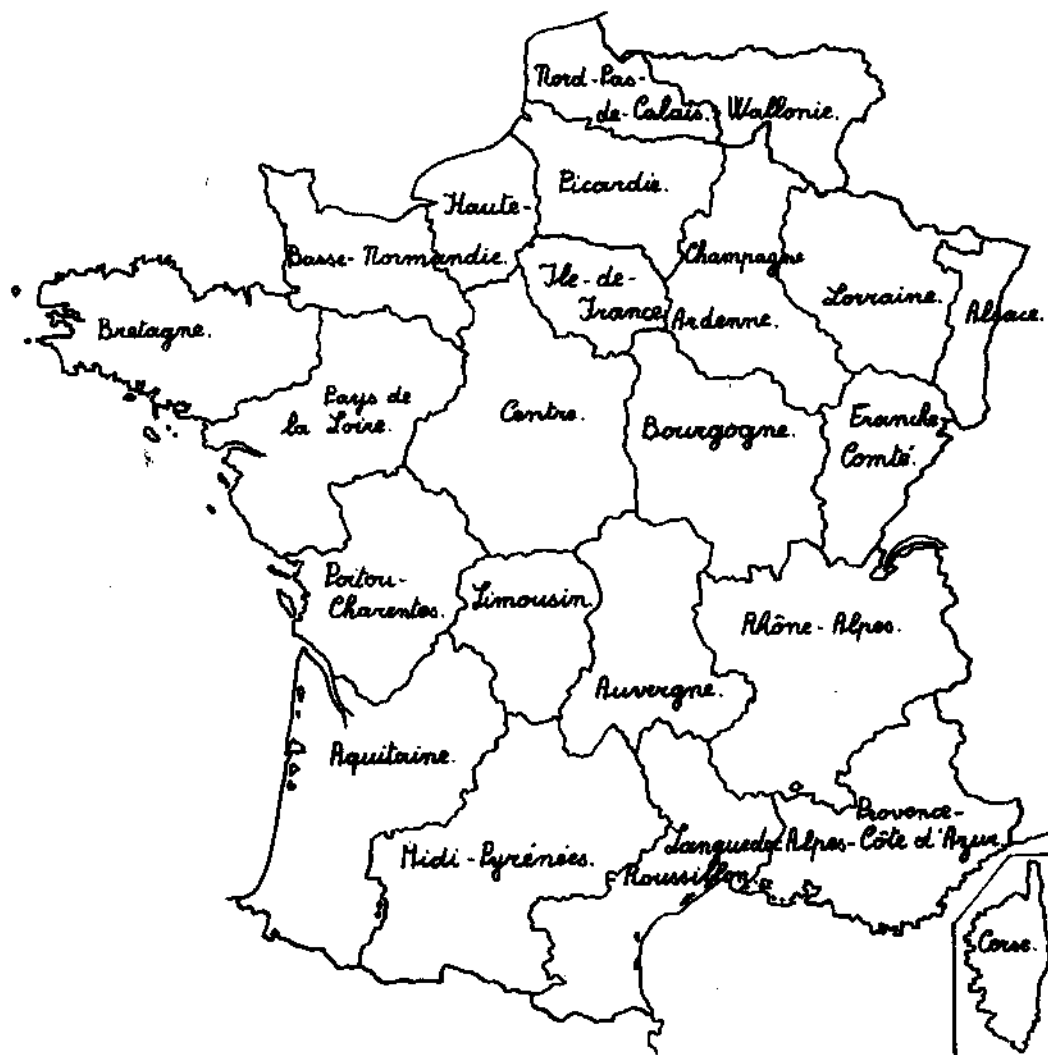 Nord-Pas-
de-Calais.
Wallonie.
Picardie.
Haute-
Basse-Normandie.
Ile-de-
France
Champagne
Ardenne.
Lorraine.
Alsace.
Bretagne.
Pays de
la Loire.
Centre.
Bourgogne.
Franche-
Comté.
Poitou-
Charentes.
Limousin.
Auvergne.
Rhône-Alpes.
Aquitaine.
Midi-Pyrénées.
Languedoc
Roussillon.
Provence-
Alpes-Côte d'Azur.
Corse.